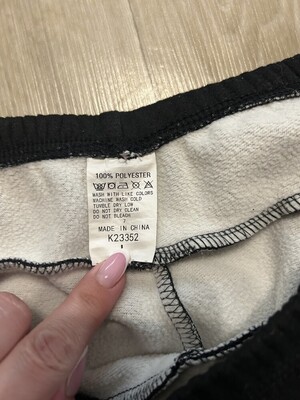 100% POLYESTER
WASH WITH LIKE COLORS
MACHINE WASH COLD
TUMBLE DRY LOW
DO NOT DRY CLEAN
DO NOT BLEACH
MADE IN CHINA
K23352